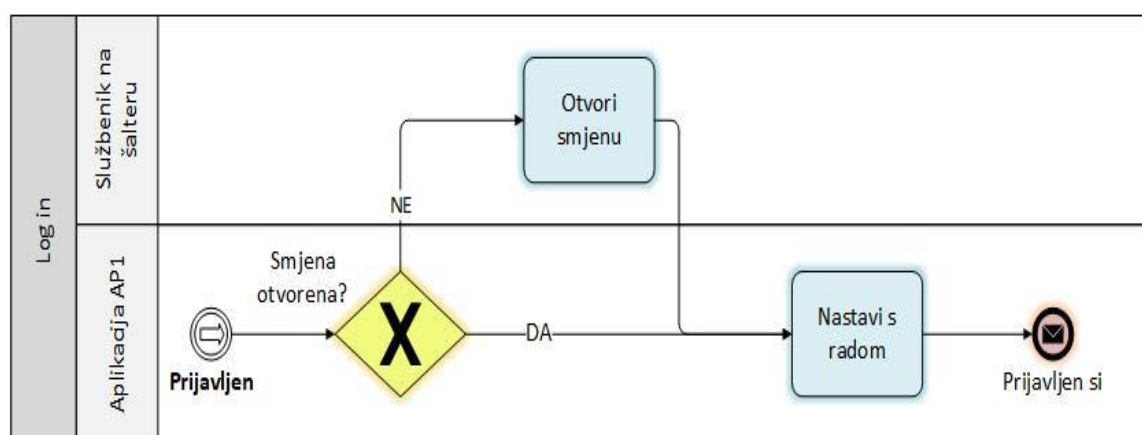 Log in
Službenik na
šalteru
Aplikacija AP1
Otvori
smjenu
NE
Smjena
otvorena?
X
DA
Prijavljen
Nastavi s
radom
Prijavljen si